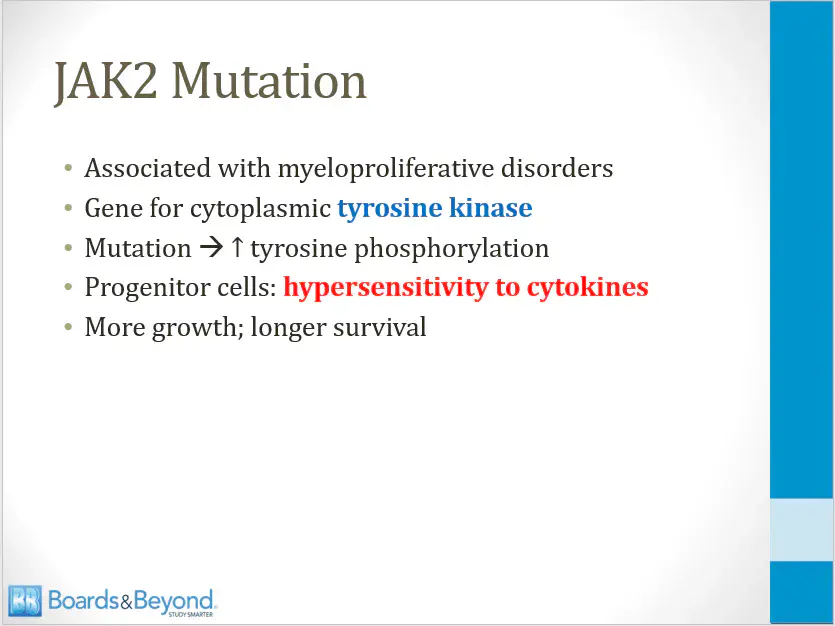 JAK2 Mutation
• Associated with myeloproliferative disorders
• Gene for cytoplasmic tyrosine kinase
• Mutation → ↑ tyrosine phosphorylation
• Progenitor cells: hypersensitivity to cytokines
• More growth; longer survival
BB Boards&Beyond.
STUDY SMARTER